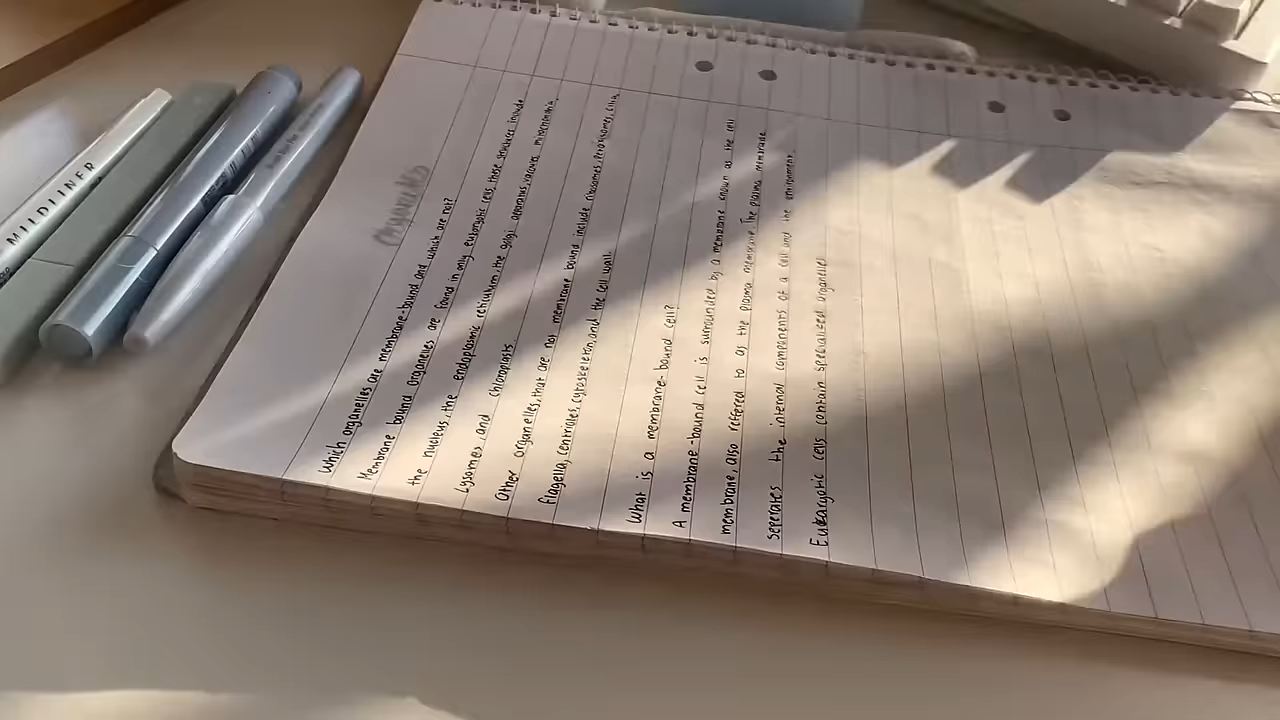 Organelles
Which organelles are membrane-bound and which are not?
Membrane bound organelles are found in only eukaryotic cells, these structures include
the nucleus, the endoplasmic reticulum, the golgi apparatus, vacuoles, mitochondria,
lysomes, and chloroplasts.
Other organelles, that are not membrane bound include ribosomes, peroxisomes, cilia,
flagella, centrioles, cytoskeleton, and the cell wall.
What is a membrane-bound cell?
A membrane-bound cell is surrounded by a membrane known as the cell
membrane, also referred to as the plasma membrane. The plasma membrane
seperates the internal components of a cell and the environment.
Eukaryotic cells contain specialized organelle
MILDLINER